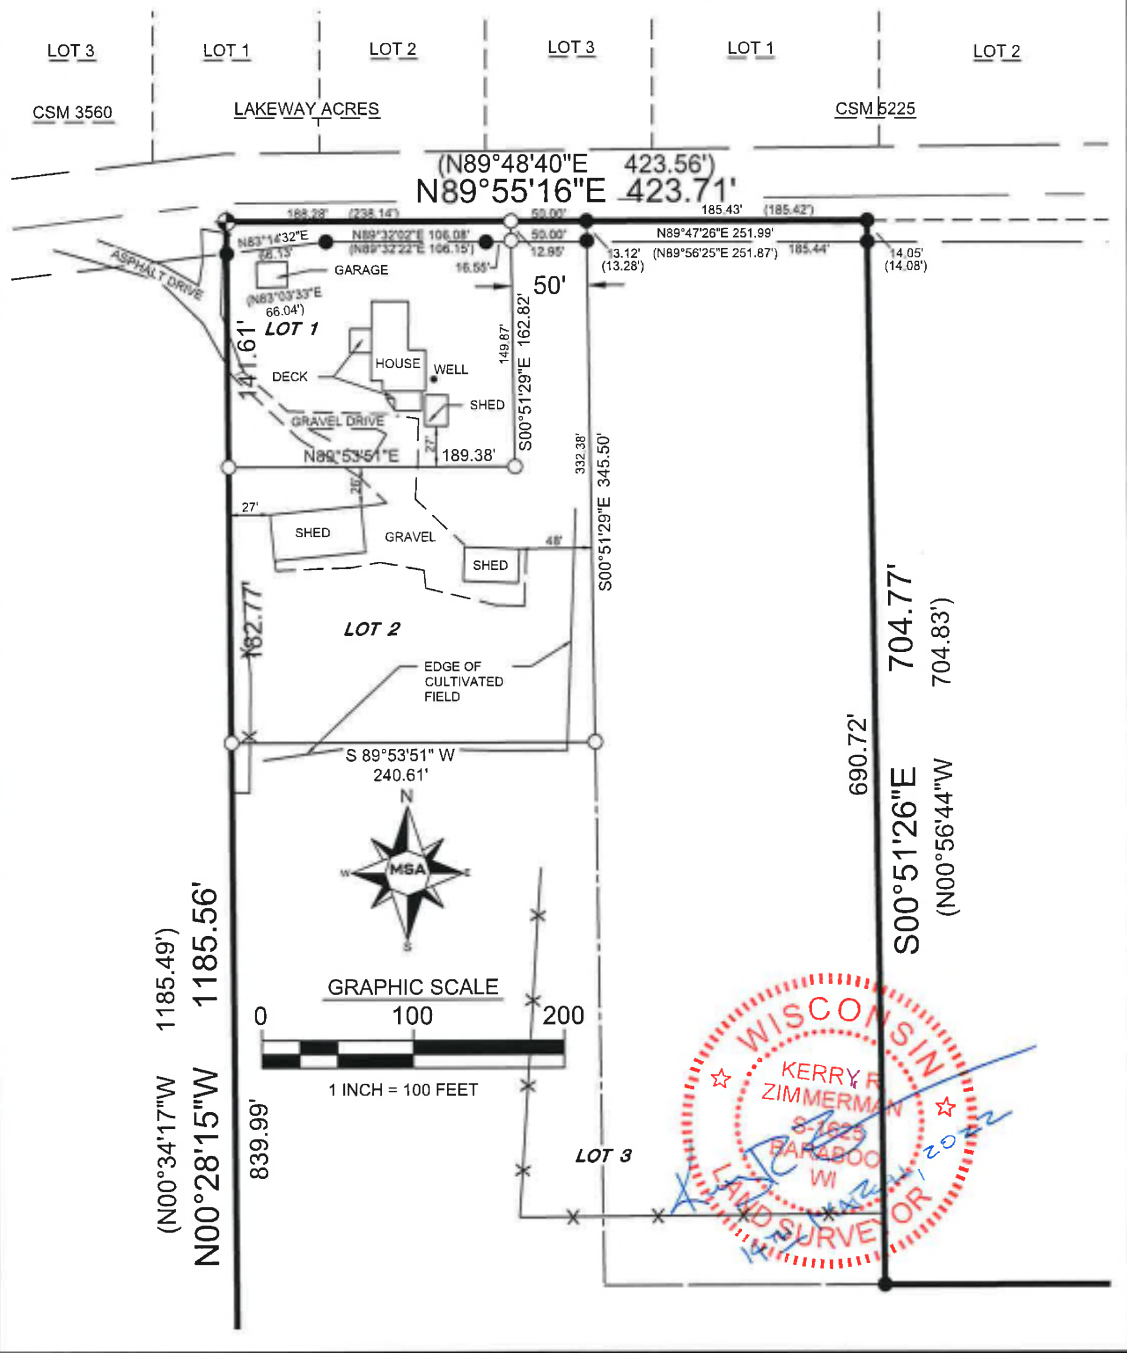 LOT 3
LOT 1
LOT 2
LOT 3
LOT 1
LOT 2
CSM 3560
LAKEWAY ACRES
CSM 5225
(N89°48'40"E 423.56')
N89°55'16"E 423.71'
188.28' (238.14')
50.00'
185.43' (185.42')
N83°14'32"E
66.13'
N89°32'02"E 106.08'
(N89°32'22"E 106.15')
50.00'
12.95'
16.55'
N89°47'26"E 251.99'
(N89°56'25"E 251.87')
185.44'
13.12'
(13.28')
14.05'
(14.08')
ASPHALT DRIVE
GARAGE
(N83°03'33"E
66.04')
50'
LOT 1
141.61'
149.87'
S00°51'29"E 162.82'
HOUSE
WELL
DECK
SHED
GRAVEL DRIVE
27'
N89°53'51"E 189.38'
332.38'
S00°51'29"E 345.50'
26'
27'
SHED
GRAVEL
SHED
48'
162.77'
LOT 2
EDGE OF
CULTIVATED
FIELD
704.77'
(704.83')
690.72'
S 89°53'51" W
240.61'
N
W
MSA
E
S
S00°51'26"E
(N00°56'44"W
GRAPHIC SCALE
0 100 200
1 INCH = 100 FEET
(N00°34'17"W 1185.49')
N00°28'15"W 1185.56'
839.99'
LOT 3
WISCONSIN
KERRY R
ZIMMERMAN
S-1625
BARABOO
WI
LAND SURVEYOR
14TH MARCH, 2022